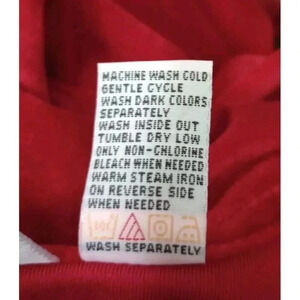 MACHINE WASH COLD
GENTLE CYCLE
WASH DARK COLORS
SEPARATELY
WASH INSIDE OUT
TUMBLE DRY LOW
ONLY NON-CHLORINE
BLEACH WHEN NEEDED
WARM STEAM IRON
ON REVERSE SIDE
WHEN NEEDED
WASH SEPARATELY